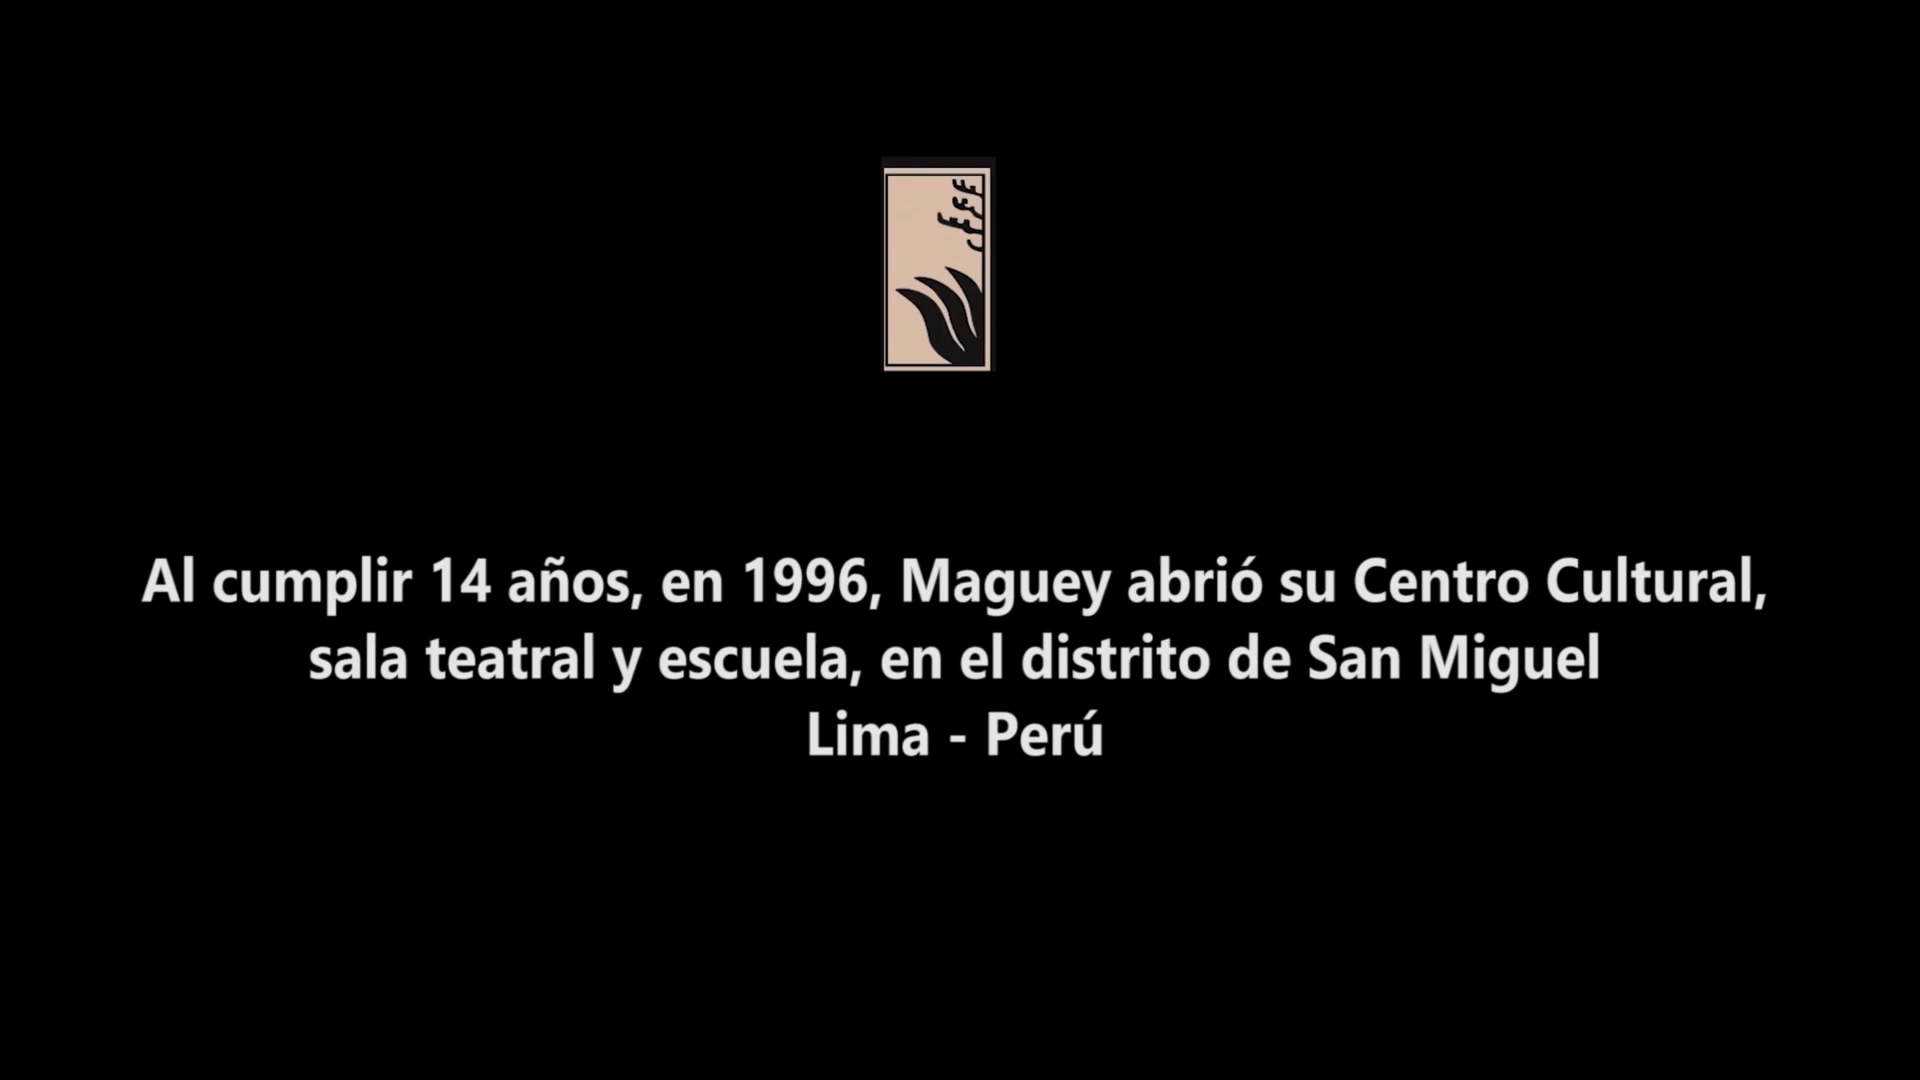 Al cumplir 14 años, en 1996, Maguey abrió su Centro Cultural,
sala teatral y escuela, en el distrito de San Miguel
Lima - Perú